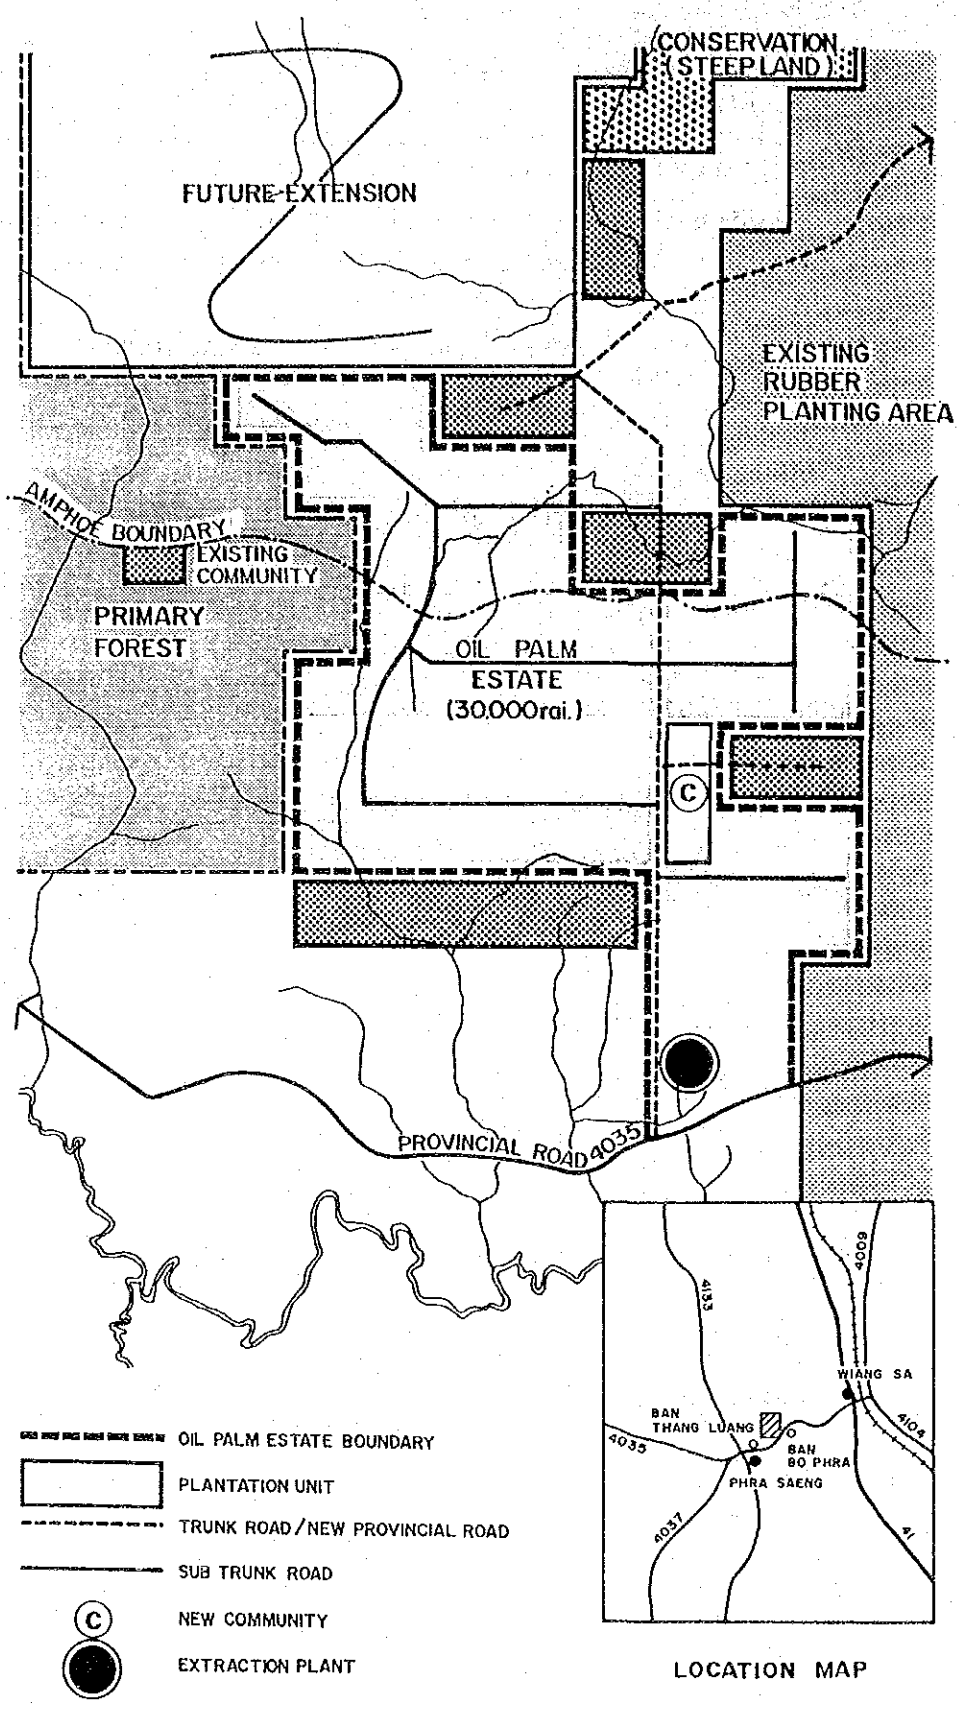 CONSERVATION
(STEEP LAND)
FUTURE EXTENSION
EXISTING
RUBBER
PLANTING AREA
AMPHOE BOUNDARY
EXISTING
COMMUNITY
PRIMARY
FOREST
OIL PALM
ESTATE
(30,000rai.)
C
PROVINCIAL ROAD 4035
4009
4133
WIANG SA
BAN
THANG LUANG
4104
4035
BAN
BO PHRA
PHRA SAENG
4037
41
OIL PALM ESTATE BOUNDARY
PLANTATION UNIT
TRUNK ROAD/NEW PROVINCIAL ROAD
SUB TRUNK ROAD
C
NEW COMMUNITY
EXTRACTION PLANT
LOCATION MAP